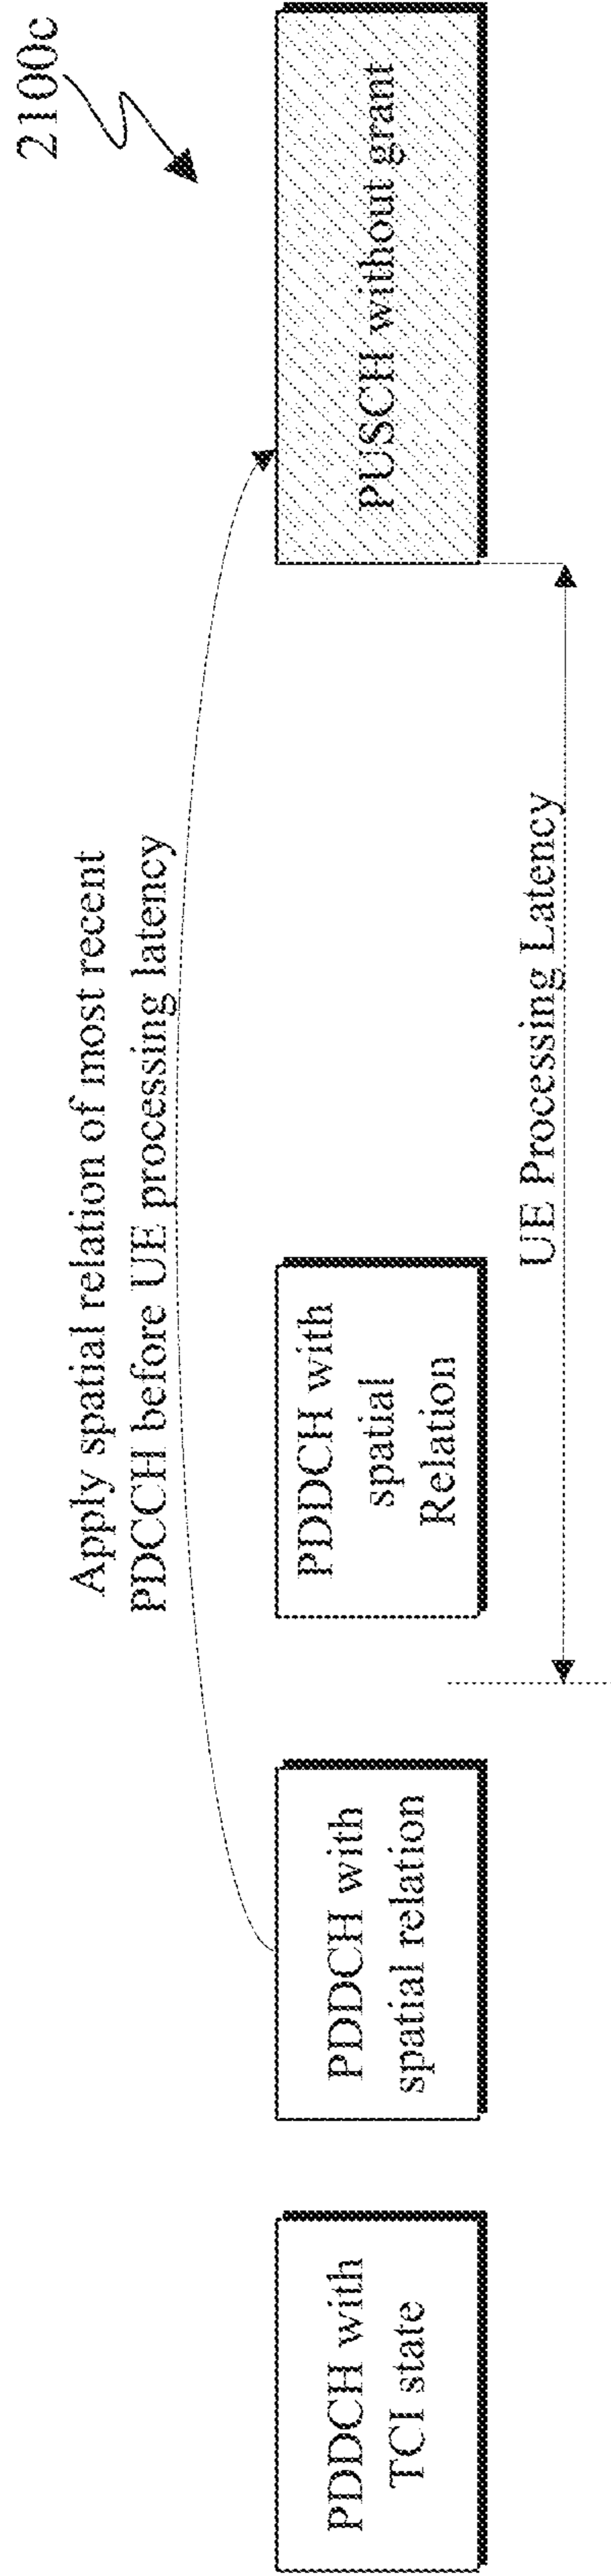 2100c
Apply spatial relation of most recent
PDCCH before UE processing latency
PDDCH with
TCI state
PDDCH with
spatial relation
PDDCH with
spatial
Relation
PUSCH without grant
UE Processing Latency